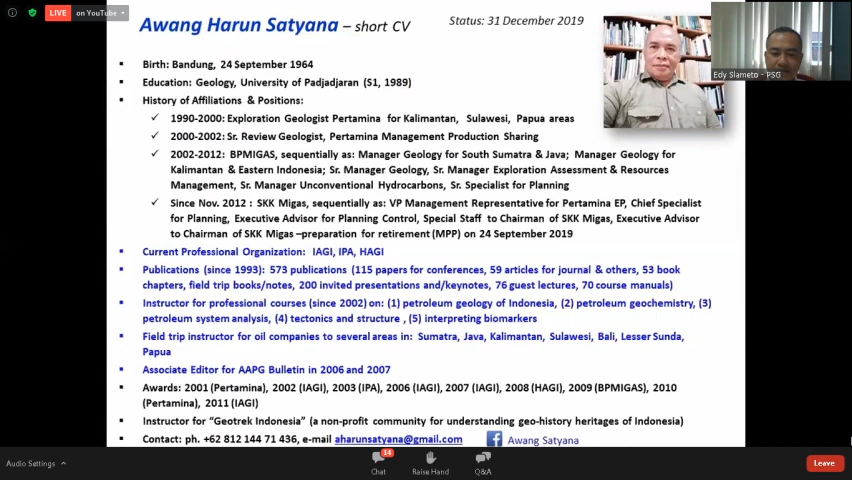 LIVE on YouTube
Awang Harun Satyana – short CV
Status: 31 December 2019
Edy Slameto - PSG
▪ Birth: Bandung, 24 September 1964
▪ Education: Geology, University of Padjadjaran (S1, 1989)
▪ History of Affiliations & Positions:
✓ 1990-2000: Exploration Geologist Pertamina for Kalimantan, Sulawesi, Papua areas
✓ 2000-2002: Sr. Review Geologist, Pertamina Management Production Sharing
✓ 2002-2012: BPMIGAS, sequentially as: Manager Geology for South Sumatra & Java; Manager Geology for
Kalimantan & Eastern Indonesia; Sr. Manager Geology, Sr. Manager Exploration Assessment & Resources
Management, Sr. Manager Unconventional Hydrocarbons, Sr. Specialist for Planning
✓ Since Nov. 2012 : SKK Migas, sequentially as: VP Management Representative for Pertamina EP, Chief Specialist
for Planning, Executive Advisor for Planning Control, Special Staff to Chairman of SKK Migas, Executive Advisor
to Chairman of SKK Migas –preparation for retirement (MPP) on 24 September 2019
▪ Current Professional Organization: IAGI, IPA, HAGI
▪ Publications (since 1993): 573 publications (115 papers for conferences, 59 articles for journal & others, 53 book
chapters, field trip books/notes, 200 invited presentations and/keynotes, 76 guest lectures, 70 course manuals)
▪ Instructor for professional courses (since 2002) on: (1) petroleum geology of Indonesia, (2) petroleum geochemistry, (3)
petroleum system analysis, (4) tectonics and structure , (5) interpreting biomarkers
▪ Field trip instructor for oil companies to several areas in: Sumatra, Java, Kalimantan, Sulawesi, Bali, Lesser Sunda,
Papua
▪ Associate Editor for AAPG Bulletin in 2006 and 2007
▪ Awards: 2001 (Pertamina), 2002 (IAGI), 2003 (IPA), 2006 (IAGI), 2007 (IAGI), 2008 (HAGI), 2009 (BPMIGAS), 2010
(Pertamina), 2011 (IAGI)
▪ Instructor for “Geotrek Indonesia” (a non-profit community for understanding geo-history heritages of Indonesia)
▪ Contact: ph. +62 812 144 71 436, e-mail aharunsatyana@gmail.com f Awang Satyana
Audio Settings
14
Chat
Raise Hand
Q&A
Leave